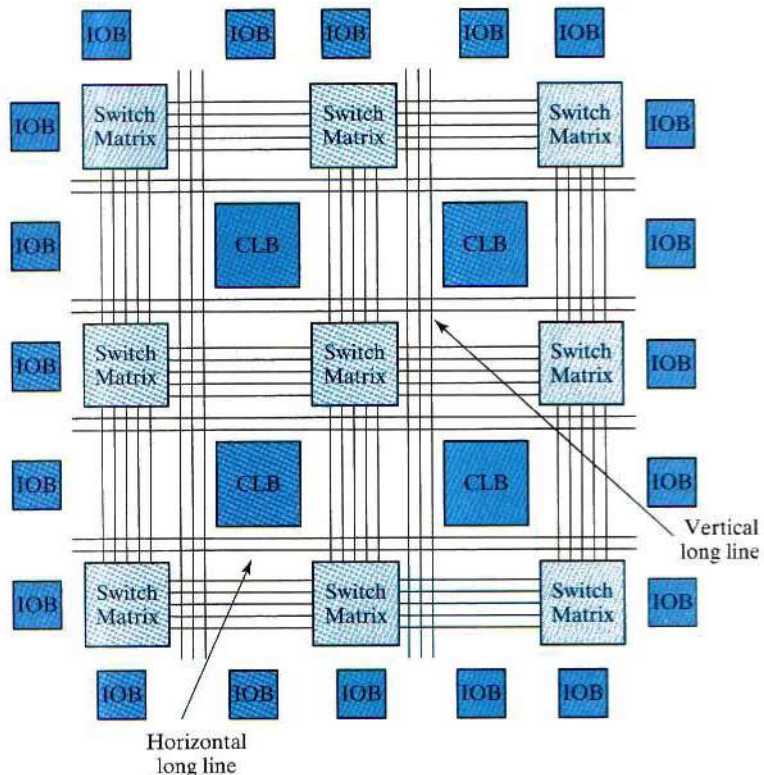 IOB IOB IOB IOB IOB
IOB Switch Matrix Switch Matrix Switch Matrix IOB
IOB CLB CLB IOB
IOB Switch Matrix Switch Matrix Switch Matrix IOB
IOB CLB CLB IOB
Vertical
long line
IOB Switch Matrix Switch Matrix Switch Matrix IOB
IOB IOB IOB IOB IOB
Horizontal
long line